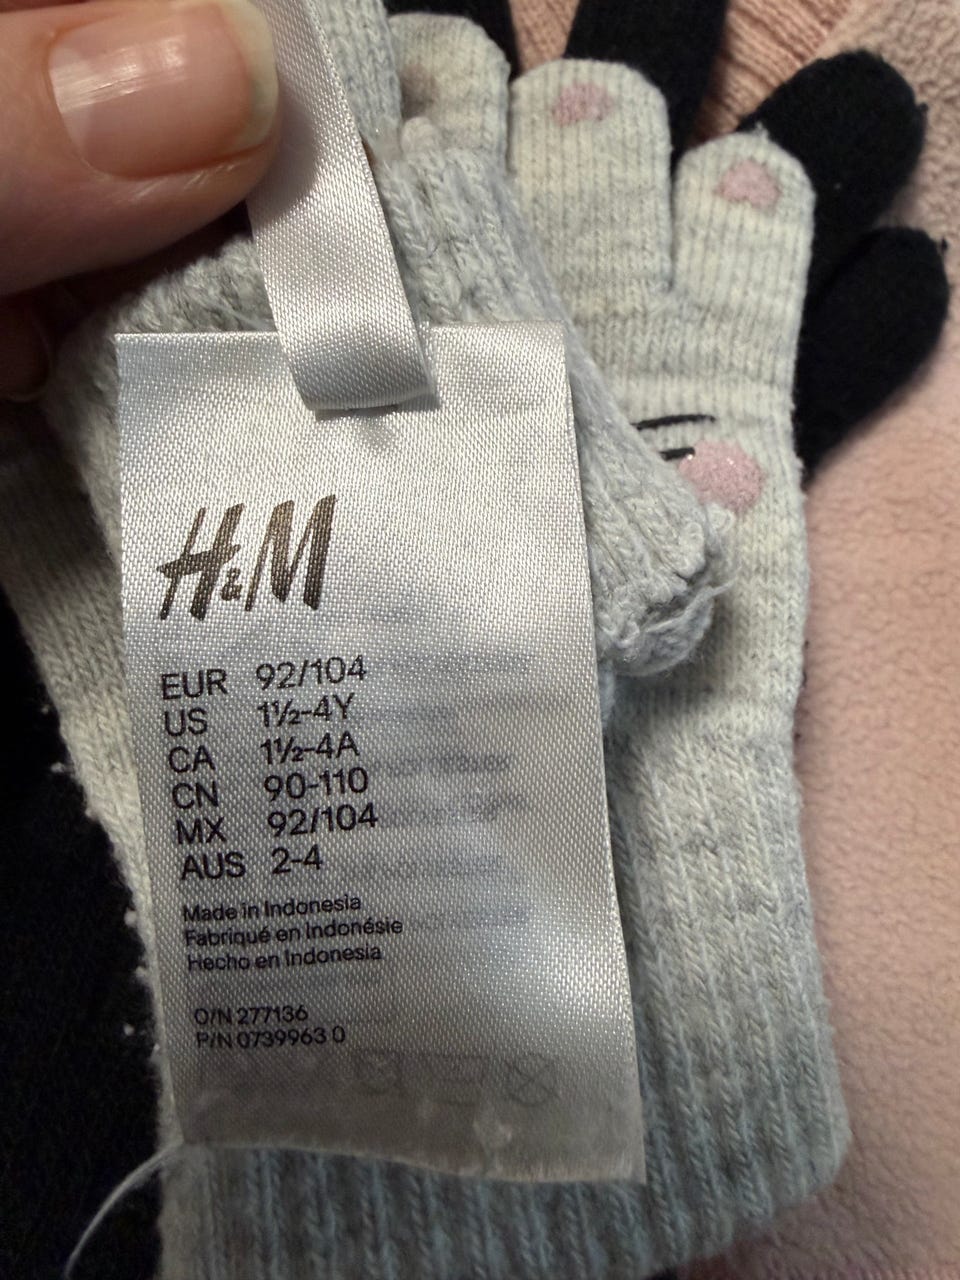 H&M
EUR 92/104
US 1½-4Y
CA 1½-4A
CN 90-110
MX 92/104
AUS 2-4
Made in Indonesia
Fabriqué en Indonésie
Hecho en Indonesia
O/N 277136
P/N 0739963 0